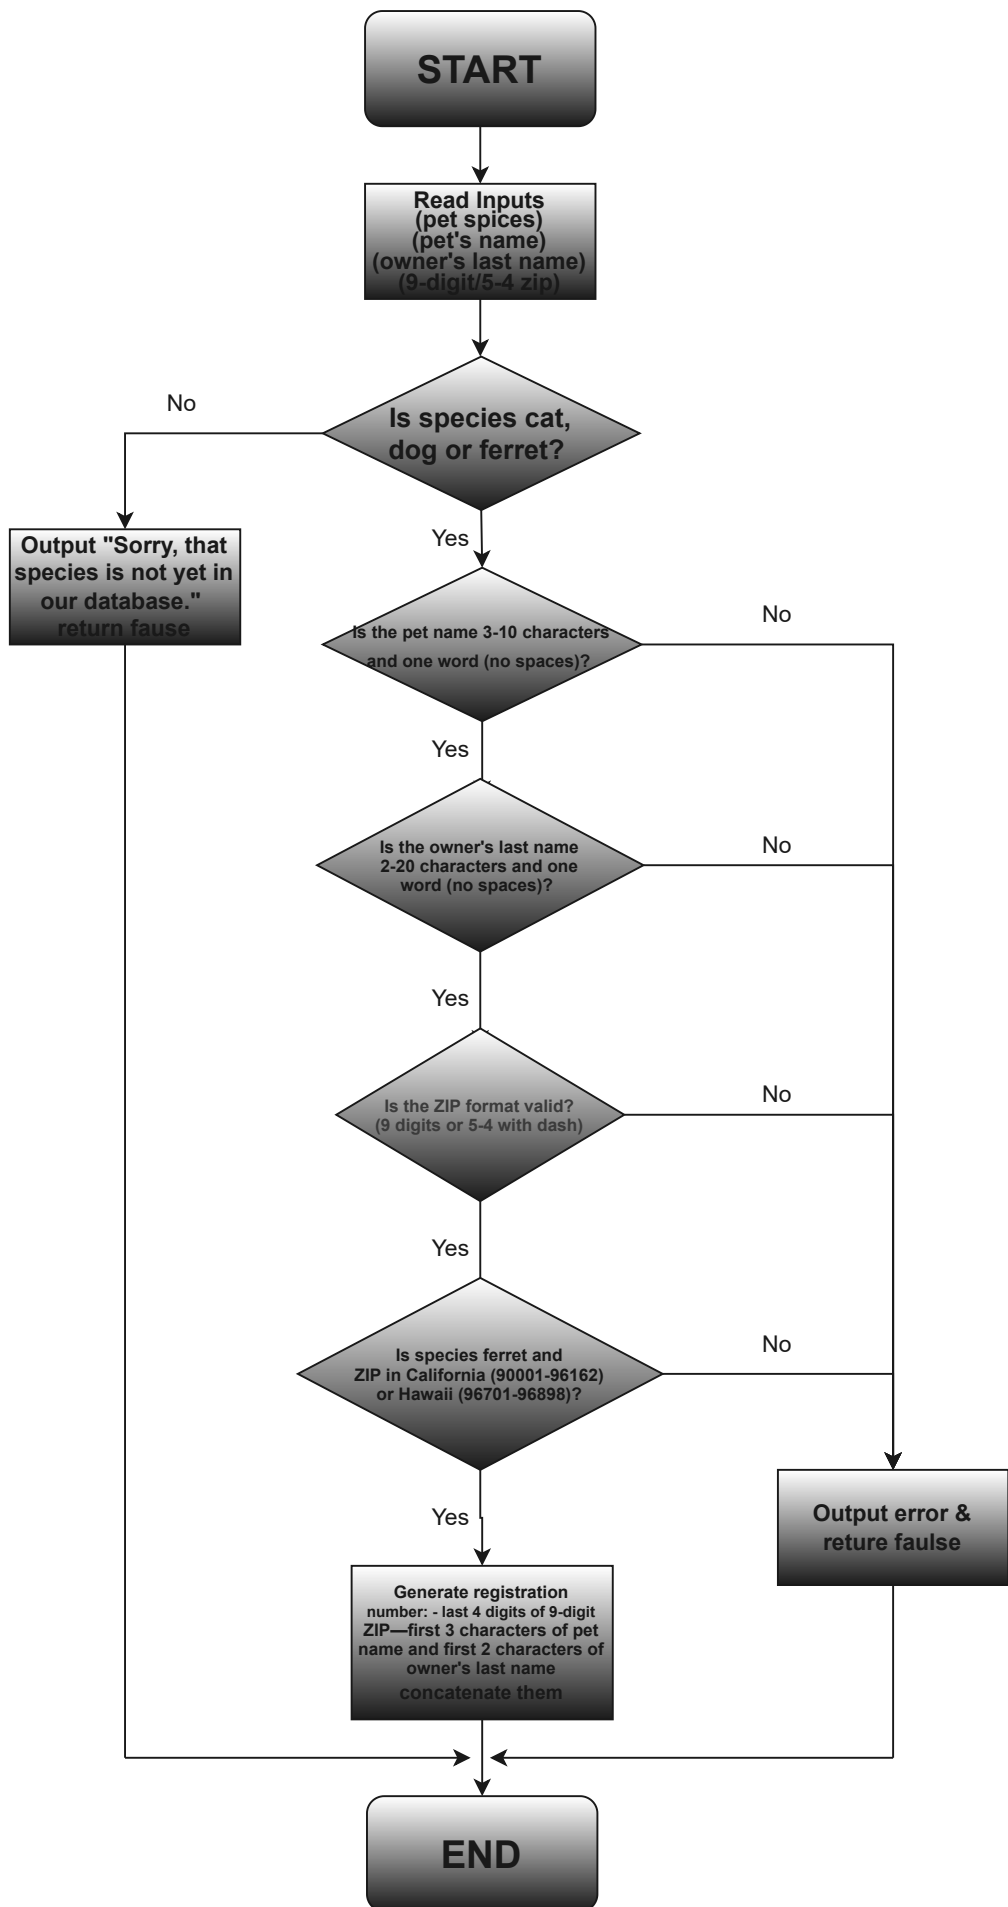 START
Read Inputs
(pet spices)
(pet's name)
(owner's last name)
(9-digit/5-4 zip)
Is species cat,
dog or ferret?
No
Yes
Output "Sorry, that
species is not yet in
our database."
return fause
Is the pet name 3-10 characters
and one word (no spaces)?
No
Yes
Is the owner's last name
2-20 characters and one
word (no spaces)?
No
Yes
Is the ZIP format valid?
(9 digits or 5-4 with dash)
No
Yes
Is species ferret and
ZIP in California (90001-96162)
or Hawaii (96701-96898)?
No
Yes
Output error &
reture faulse
Generate registration
number: - last 4 digits of 9-digit
ZIP—first 3 characters of pet
name and first 2 characters of
owner's last name
concatenate them
END